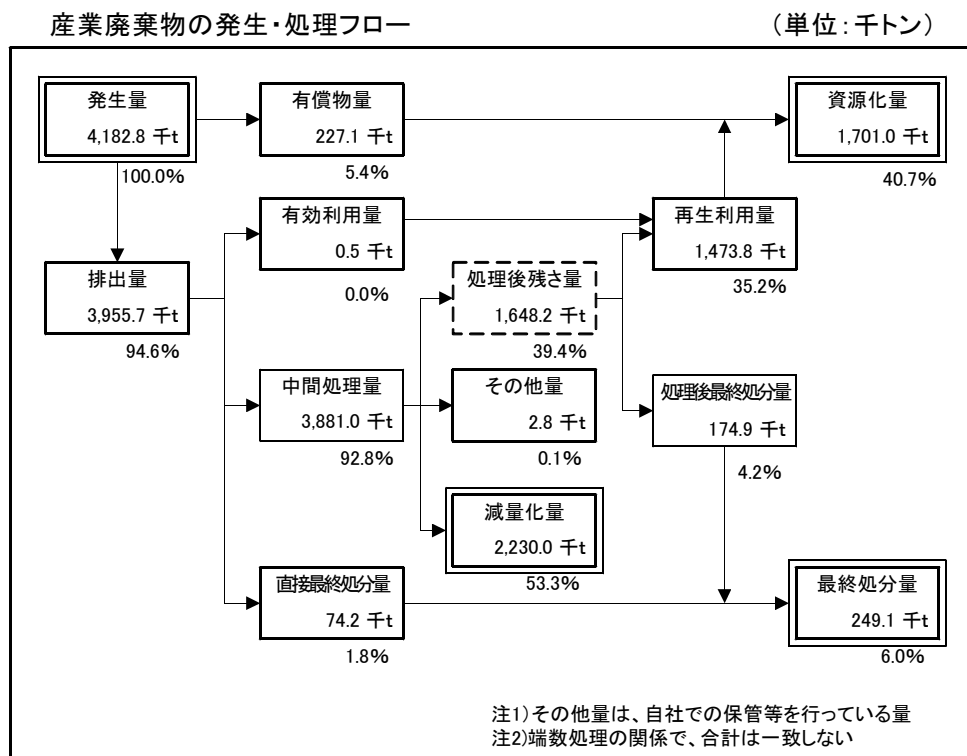 産業廃棄物の発生・処理フロー
（単位：千トン）
発生量
4,182.8 千t
100.0%
有償物量
227.1 千t
5.4%
資源化量
1,701.0 千t
40.7%
有効利用量
0.5 千t
0.0%
再生利用量
1,473.8 千t
35.2%
排出量
3,955.7 千t
94.6%
処理後残さ量
1,648.2 千t
39.4%
中間処理量
3,881.0 千t
92.8%
その他量
2.8 千t
0.1%
処理後最終処分量
174.9 千t
4.2%
減量化量
2,230.0 千t
53.3%
直接最終処分量
74.2 千t
1.8%
最終処分量
249.1 千t
6.0%
注1)その他量は、自社での保管等を行っている量
注2)端数処理の関係で、合計は一致しない